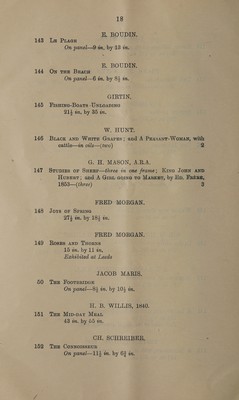 18
E. BOUDIN.
143 LE PLAGE
On panel—9 in. by 13 in.
E. BOUDIN.
144 ON THE BEACH
On panel—6 in. by 8½ in.
GIRTIN.
145 FISHING-BOATS UNLOADING
21½ in. by 35 in.
W. HUNT.
146 BLACK AND WHITE GRAPES; and A PEASANT-WOMAN, with
cattle—in oils—(two) 2
G. H. MASON, A.R.A.
147 STUDIES OF SHEEP—three in one frame; KING JOHN AND
HUBERT; and A GIRL GOING TO MARKET, by ED. FRÈRE,
1855—(three) 3
FRED MORGAN.
148 JOYS OF SPRING
27½ in. by 18½ in.
FRED MORGAN.
149 ROSES AND THORNS
15 in. by 11 in.
Exhibited at Leeds
JACOB MARIS.
50 THE FOOTBRIDGE
On panel—8½ in. by 10½ in.
H. B. WILLIS, 1840.
151 THE MID-DAY MEAL
43 in. by 55 in.
CH. SCHREIBER.
152 THE CONNOISSEUR
On panel—11½ in. by 8½ in.